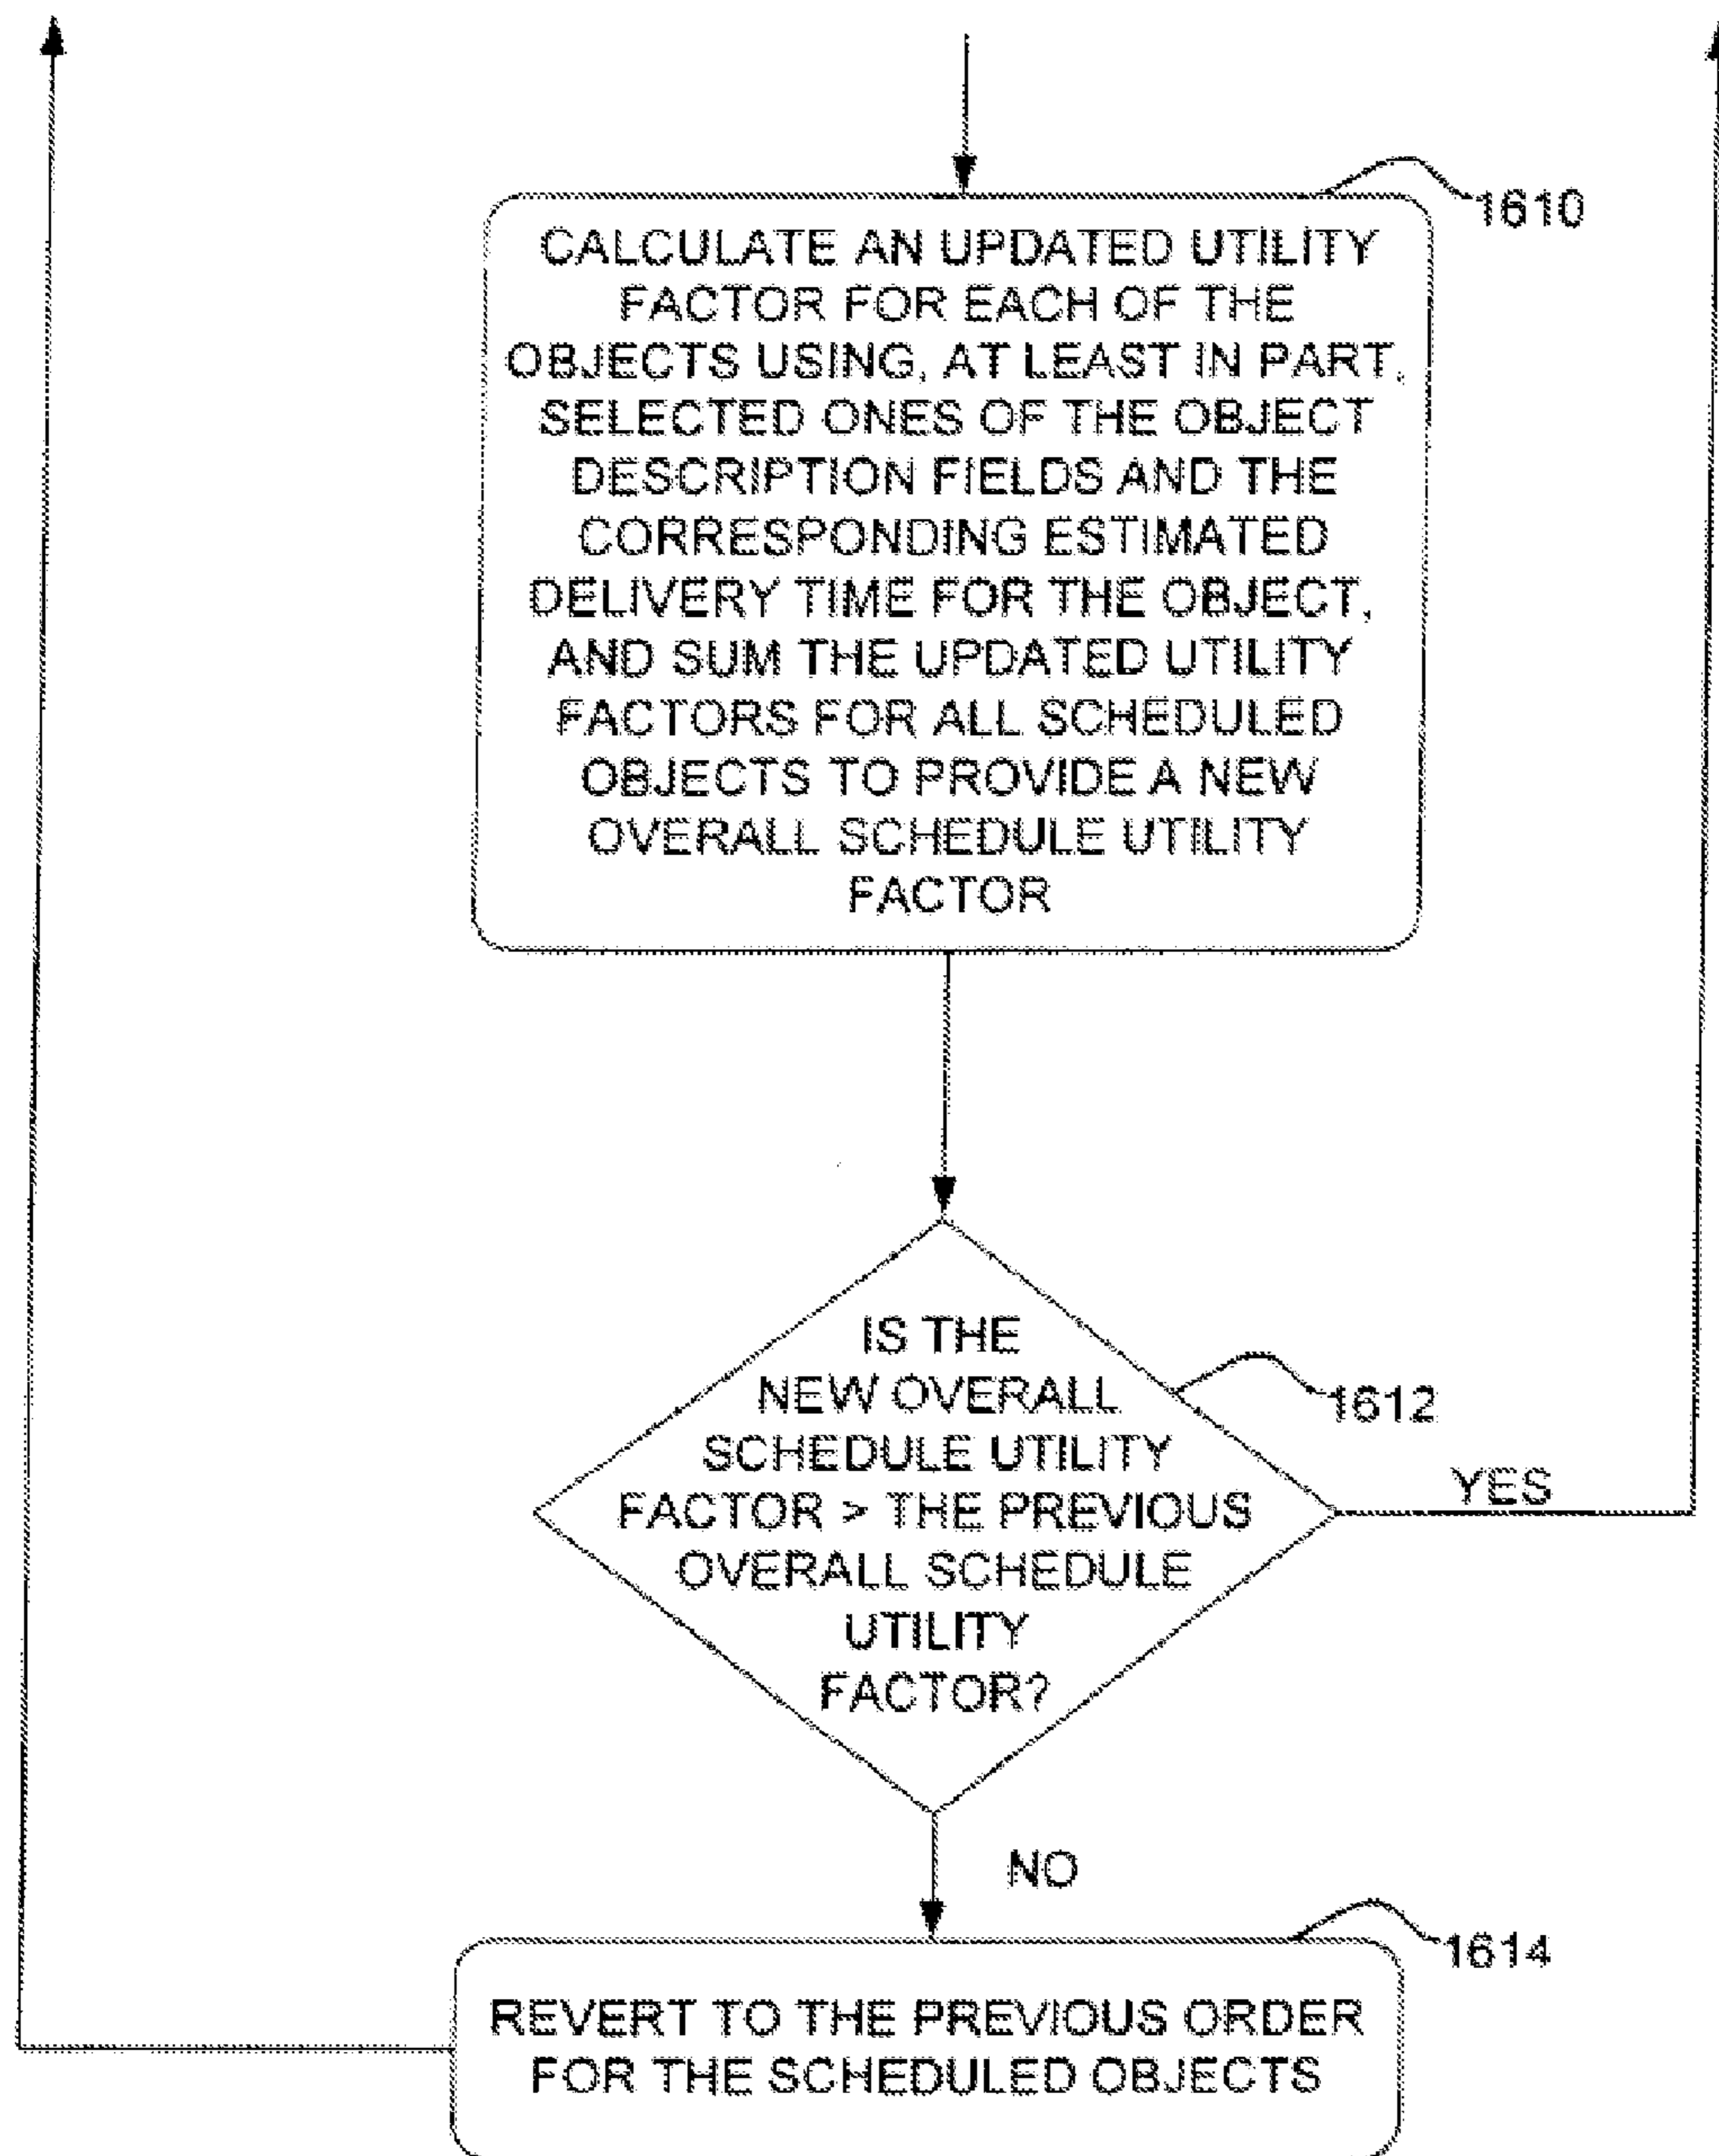 1610
CALCULATE AN UPDATED UTILITY
FACTOR FOR EACH OF THE
OBJECTS USING, AT LEAST IN PART,
SELECTED ONES OF THE OBJECT
DESCRIPTION FIELDS AND THE
CORRESPONDING ESTIMATED
DELIVERY TIME FOR THE OBJECT,
AND SUM THE UPDATED UTILITY
FACTORS FOR ALL SCHEDULED
OBJECTS TO PROVIDE A NEW
OVERALL SCHEDULE UTILITY
FACTOR
IS THE
NEW OVERALL
1612
SCHEDULE UTILITY
FACTOR > THE PREVIOUS
YES
OVERALL SCHEDULE
UTILITY
FACTOR?
NO
1614
REVERT TO THE PREVIOUS ORDER
FOR THE SCHEDULED OBJECTS